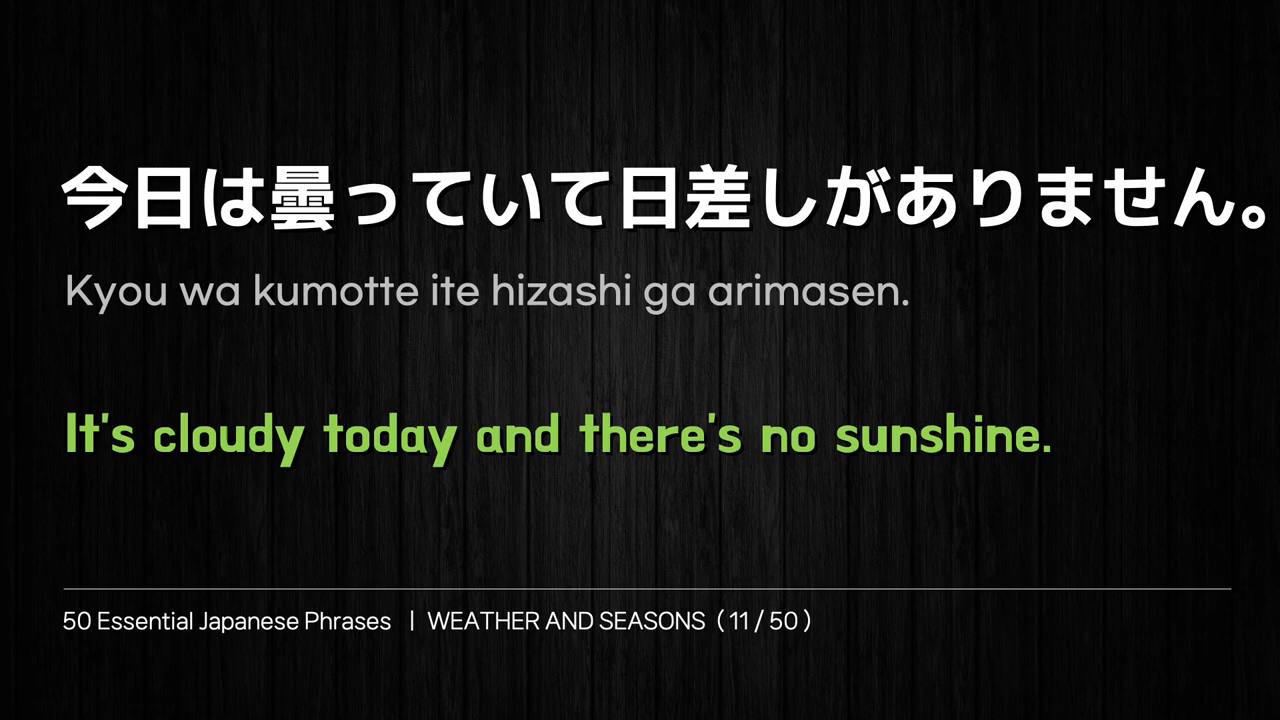 今日は曇っていて日差しがありません。
Kyou wa kumotte ite hizashi ga arimasen.
It's cloudy today and there's no sunshine.
50 Essential Japanese Phrases | WEATHER AND SEASONS ( 11 / 50 )